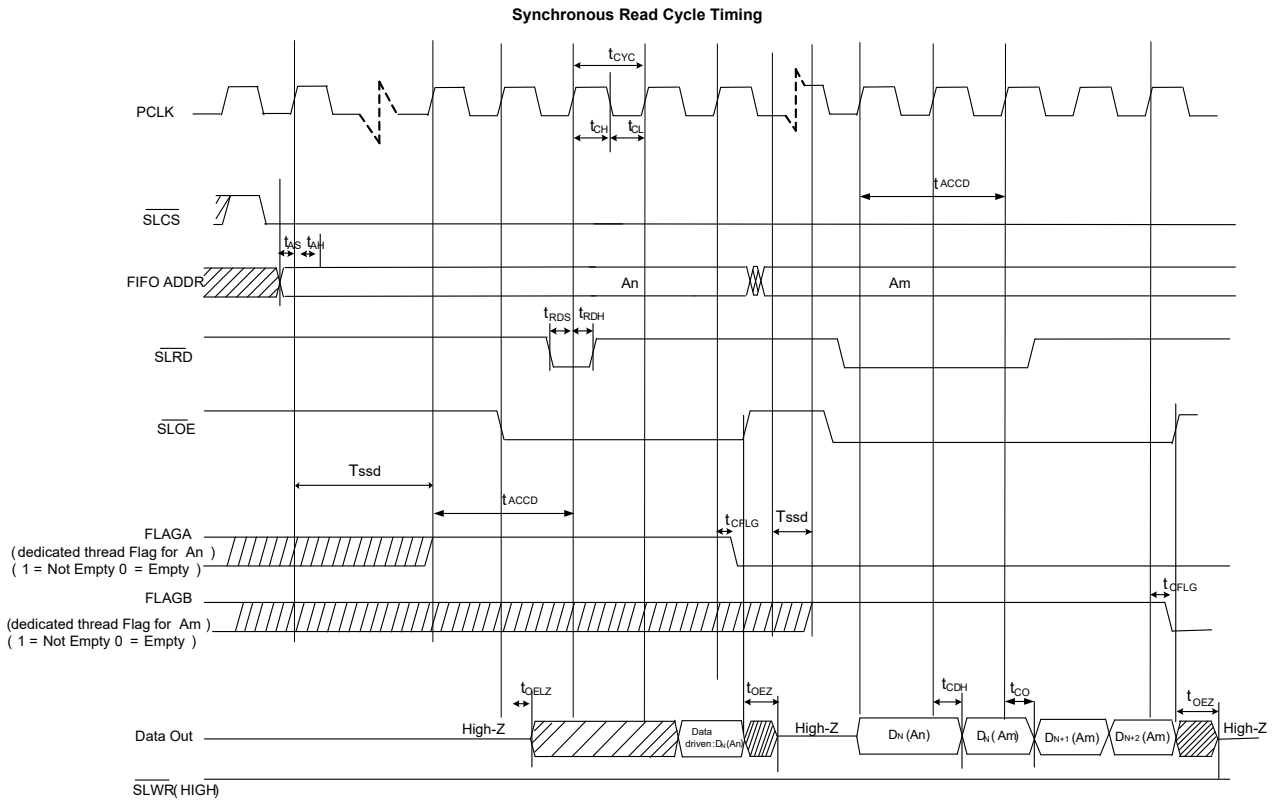 Synchronous Read Cycle Timing
tCYC
PCLK
tCH
tCL
tACCD
SLCS
tAS
tAH
FIFO ADDR
An
Am
tRDS
tRDH
SLRD
SLOE
Tssd
tACCD
tCFLG
Tssd
FLAGA
(dedicated thread Flag for An)
(1 = Not Empty 0 = Empty)
FLAGB
tCFLG
(dedicated thread Flag for Am)
(1 = Not Empty 0 = Empty)
tOELZ
tOEZ
tCDH
tCO
tOEZ
Data Out
High-Z
Data
driven:DN(An)
High-Z
DN(An)
DN(Am)
DN+1(Am)
DN+2(Am)
High-Z
SLWR(HIGH)